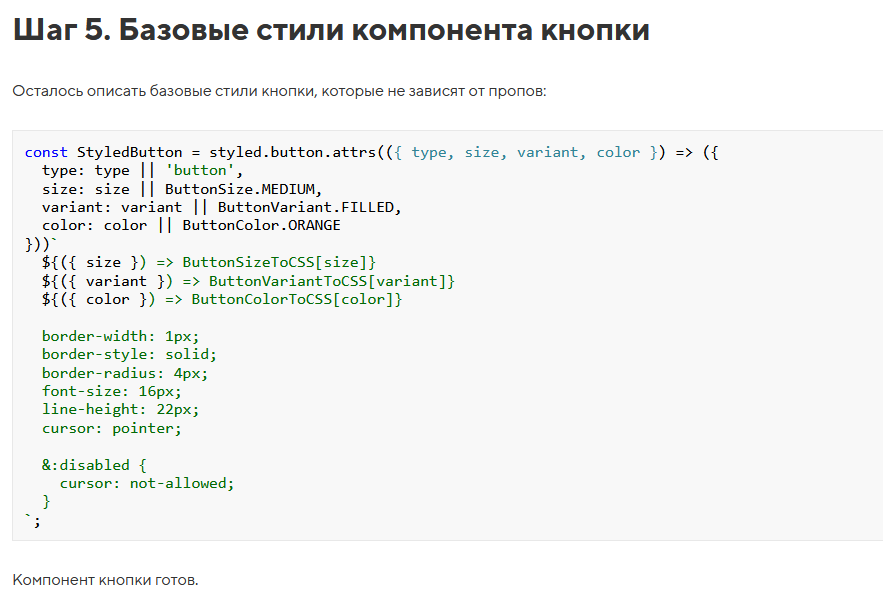 Шаг 5. Базовые стили компонента кнопки
Осталось описать базовые стили кнопки, которые не зависят от пропов:
const StyledButton = styled.button.attrs(({ type, size, variant, color }) => ({
  type: type || 'button',
  size: size || ButtonSize.MEDIUM,
  variant: variant || ButtonVariant.FILLED,
  color: color || ButtonColor.ORANGE
}))`
  ${({ size }) => ButtonSizeToCSS[size]}
  ${({ variant }) => ButtonVariantToCSS[variant]}
  ${({ color }) => ButtonColorToCSS[color]}

  border-width: 1px;
  border-style: solid;
  border-radius: 4px;
  font-size: 16px;
  line-height: 22px;
  cursor: pointer;

  &:disabled {
    cursor: not-allowed;
  }
`;
Компонент кнопки готов.